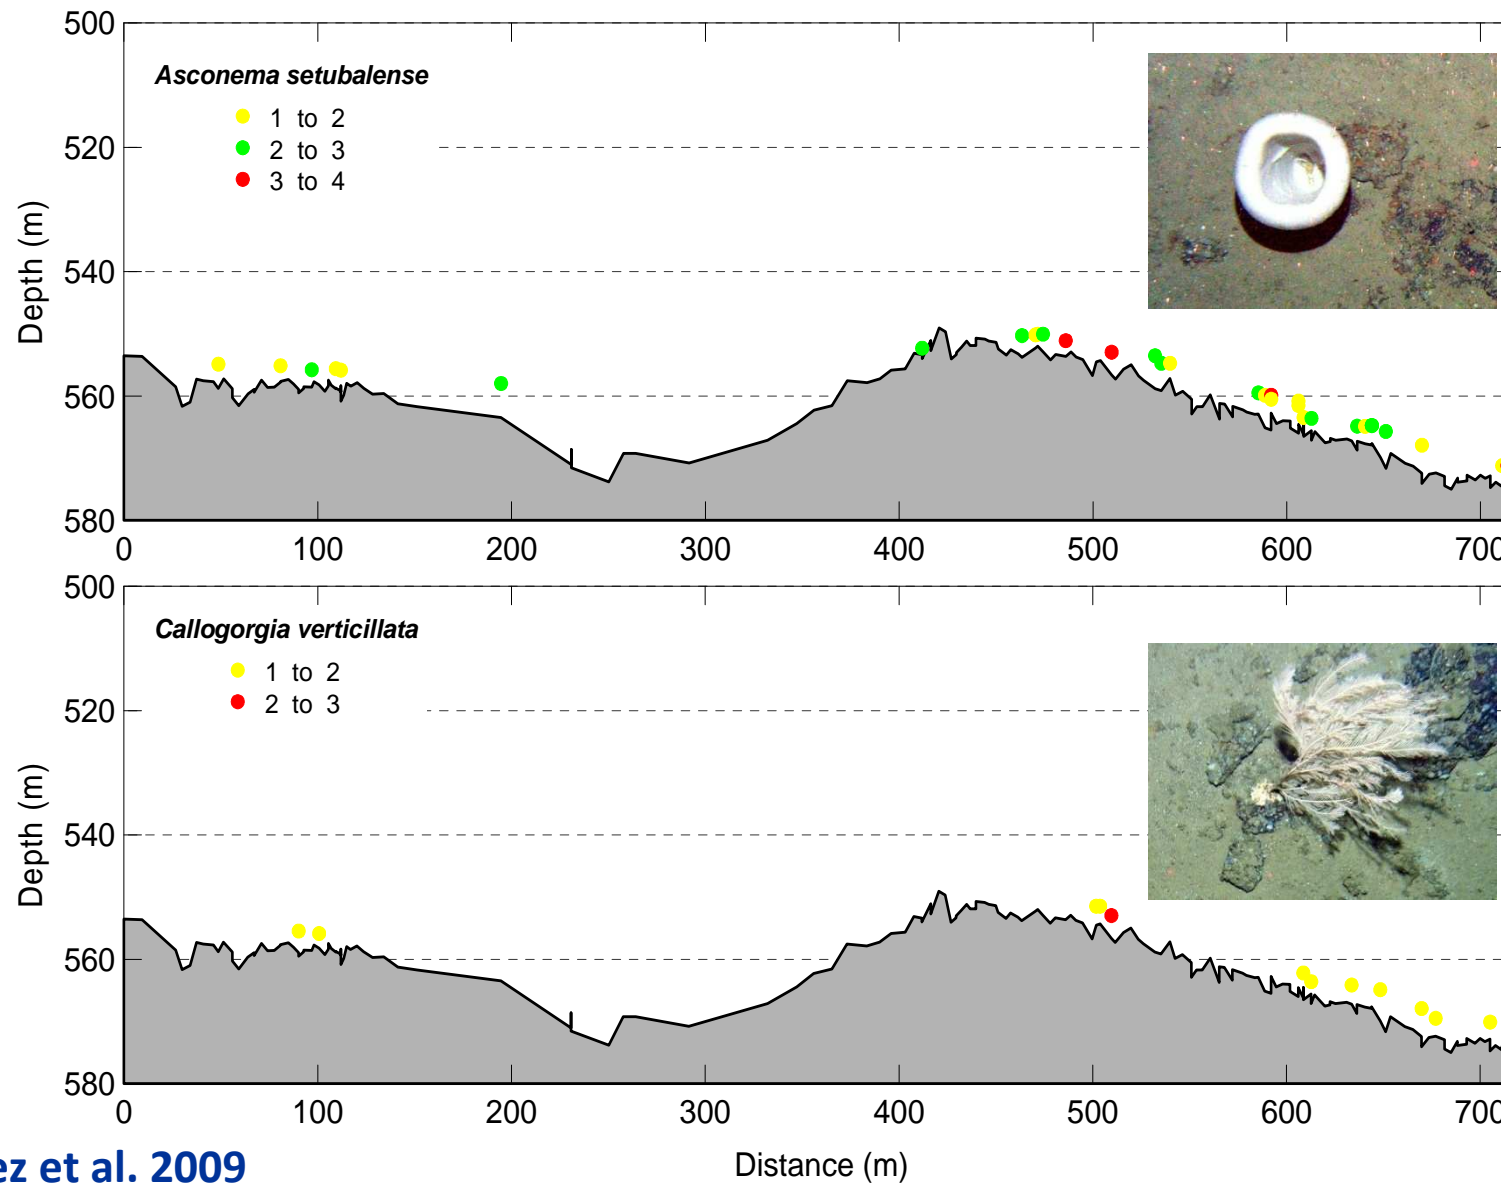 500
Asconema setubalense
1 to 2
2 to 3
3 to 4
520
540
560
580
Depth (m)
0 100 200 300 400 500 600 700
500
Callogorgia verticillata
1 to 2
2 to 3
520
540
560
580
Depth (m)
0 100 200 300 400 500 600 700
Distance (m)
ez et al. 2009